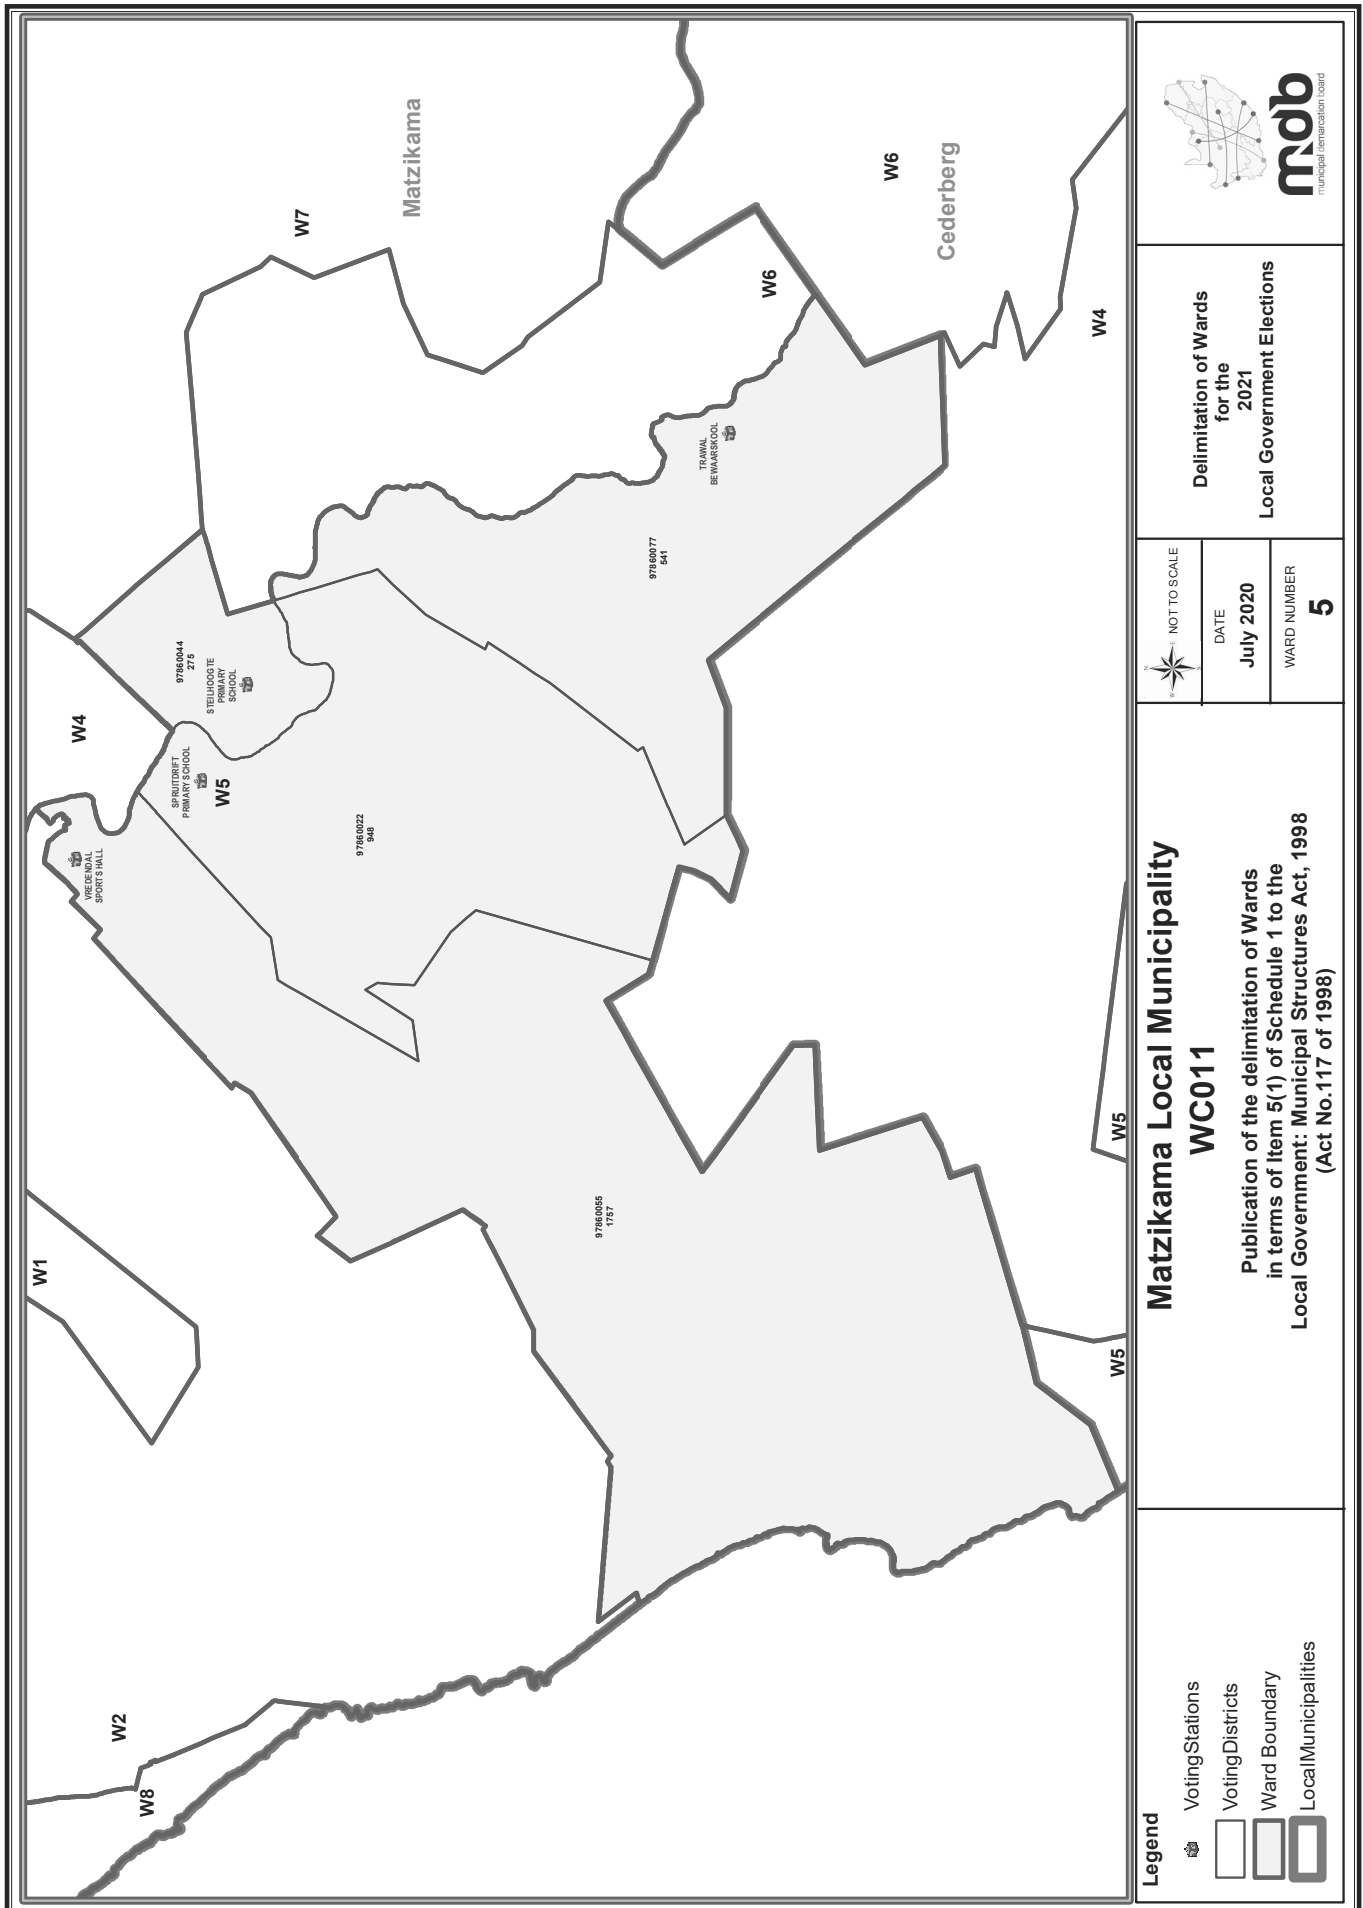 W7
Matzikama
W6
Cederberg
W6
W4
W4
W1
W2
W8
W5
W5
W5
97860044
275
STEILHOOGTE
PRIMARY
SCHOOL
SPRUITDRIFT
PRIMARY SCHOOL
VREDENDAL
SPORTS HALL
97860022
948
TRAWAL
BEWAARSKOOL
97860077
541
97860055
1757
Legend
VotingStations
VotingDistricts
Ward Boundary
LocalMunicipalities
Matzikama Local Municipality
WC011
Publication of the delimitation of Wards
in terms of Item 5(1) of Schedule 1 to the
Local Government: Municipal Structures Act, 1998
(Act No.117 of 1998)
N
E
S
W
NOT TO SCALE
DATE
July 2020
WARD NUMBER
5
Delimitation of Wards
for the
2021
Local Government Elections
mdb
municipal demarcation board